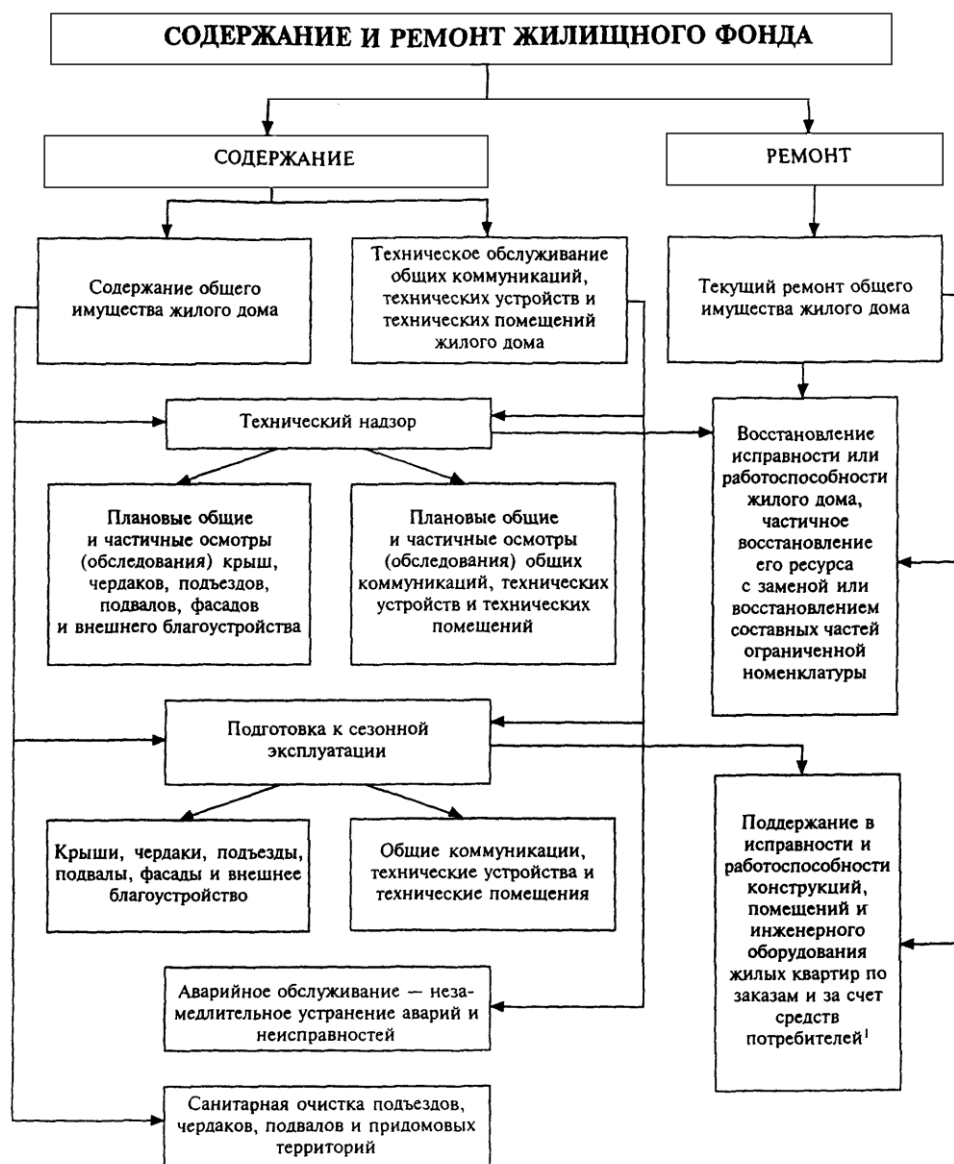 СОДЕРЖАНИЕ И РЕМОНТ ЖИЛИЩНОГО ФОНДА
СОДЕРЖАНИЕ
РЕМОНТ
Содержание общего
имущества жилого дома
Техническое обслуживание
общих коммуникаций,
технических устройств и
технических помещений
жилого дома
Текущий ремонт общего
имущества жилого дома
Технический надзор
Восстановление
исправности или
работоспособности
жилого дома,
частичное
восстановление
его ресурса
с заменой или
восстановлением
составных частей
ограниченной
номенклатуры
Плановые общие
и частичные осмотры
(обследования) крыш,
чердаков, подъездов,
подвалов, фасадов
и внешнего благоустройства
Плановые общие
и частичные осмотры
(обследования) общих
коммуникаций, технических
устройств и технических
помещений
Подготовка к сезонной
эксплуатации
Поддержание в
исправности и
работоспособности
конструкций,
помещений и
инженерного
оборудования
жилых квартир по
заказам и за счет
средств
потребителей¹
Крыши, чердаки, подъезды,
подвалы, фасады и внешнее
благоустройство
Общие коммуникации,
технические устройства и
технические помещения
Аварийное обслуживание — неза-
медлительное устранение аварий и
неисправностей
Санитарная очистка подъездов,
чердаков, подвалов и придомовых
территорий